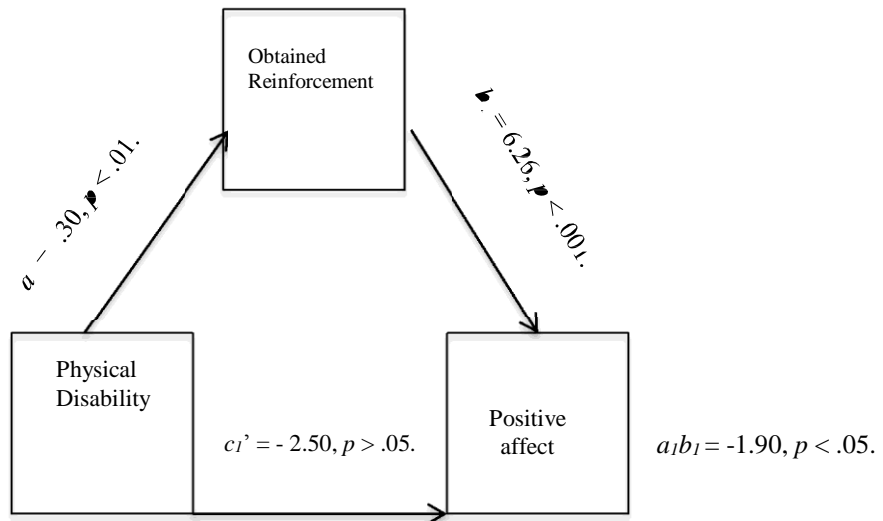 Obtained
Reinforcement
a – .30, p < .01.
b. = 6.26, p < .001.
Physical
Disability
c1’ = - 2.50, p > .05.
Positive
affect
a1b1 = -1.90, p < .05.